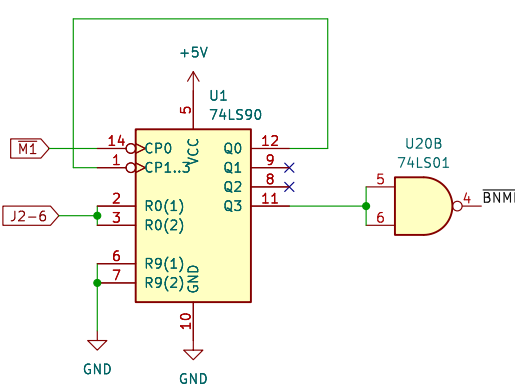 +5V
U1
74LS90
5
VCC
M1
14
CP0
Q0
12
1
CP1..3
Q1
9
Q2
8
J2-6
2
R0(1)
Q3
11
3
R0(2)
6
R9(1)
7
R9(2)
GND
10
GND
GND
U20B
74LS01
5
6
4